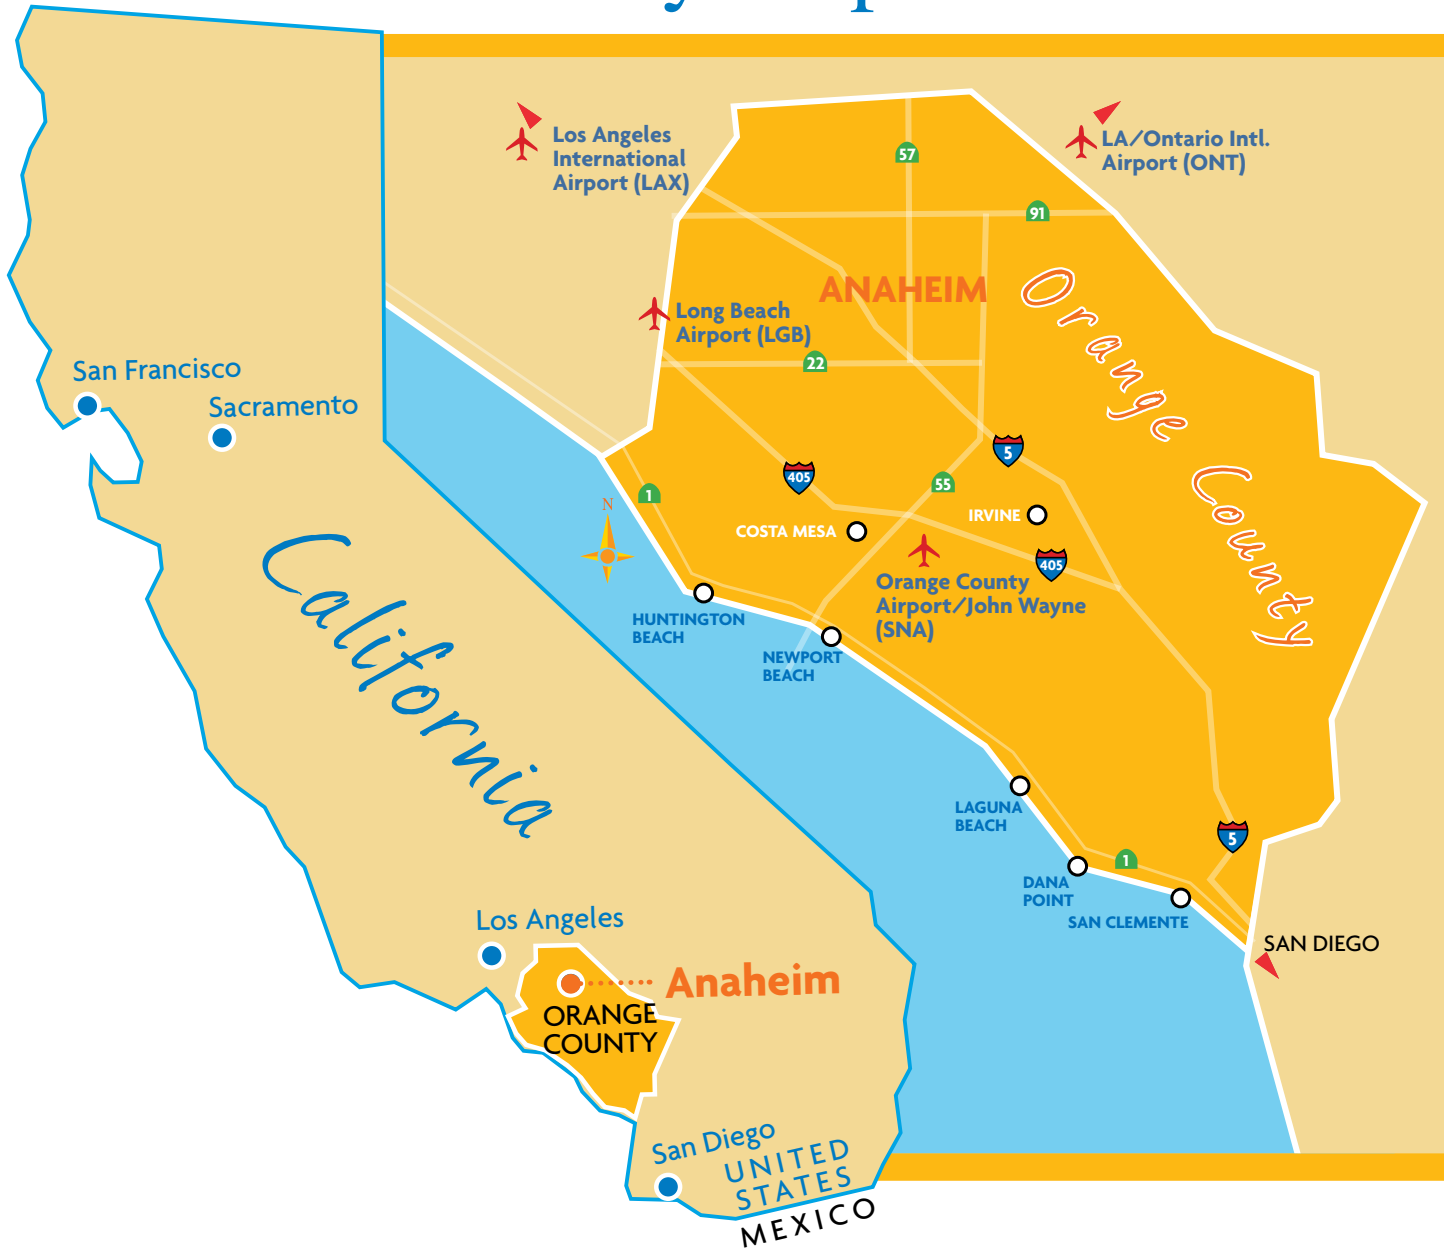 Los Angeles
International
Airport (LAX)
LA/Ontario Intl.
Airport (ONT)
57
91
ANAHEIM
Orange County
Long Beach
Airport (LGB)
22
San Francisco
Sacramento
5
405
55
1
N
COSTA MESA
IRVINE
405
Orange County
Airport/John Wayne
(SNA)
HUNTINGTON
BEACH
NEWPORT
BEACH
California
LAGUNA
BEACH
5
1
DANA
POINT
SAN CLEMENTE
SAN DIEGO
Los Angeles
Anaheim
ORANGE
COUNTY
San Diego
UNITED
STATES
MEXICO